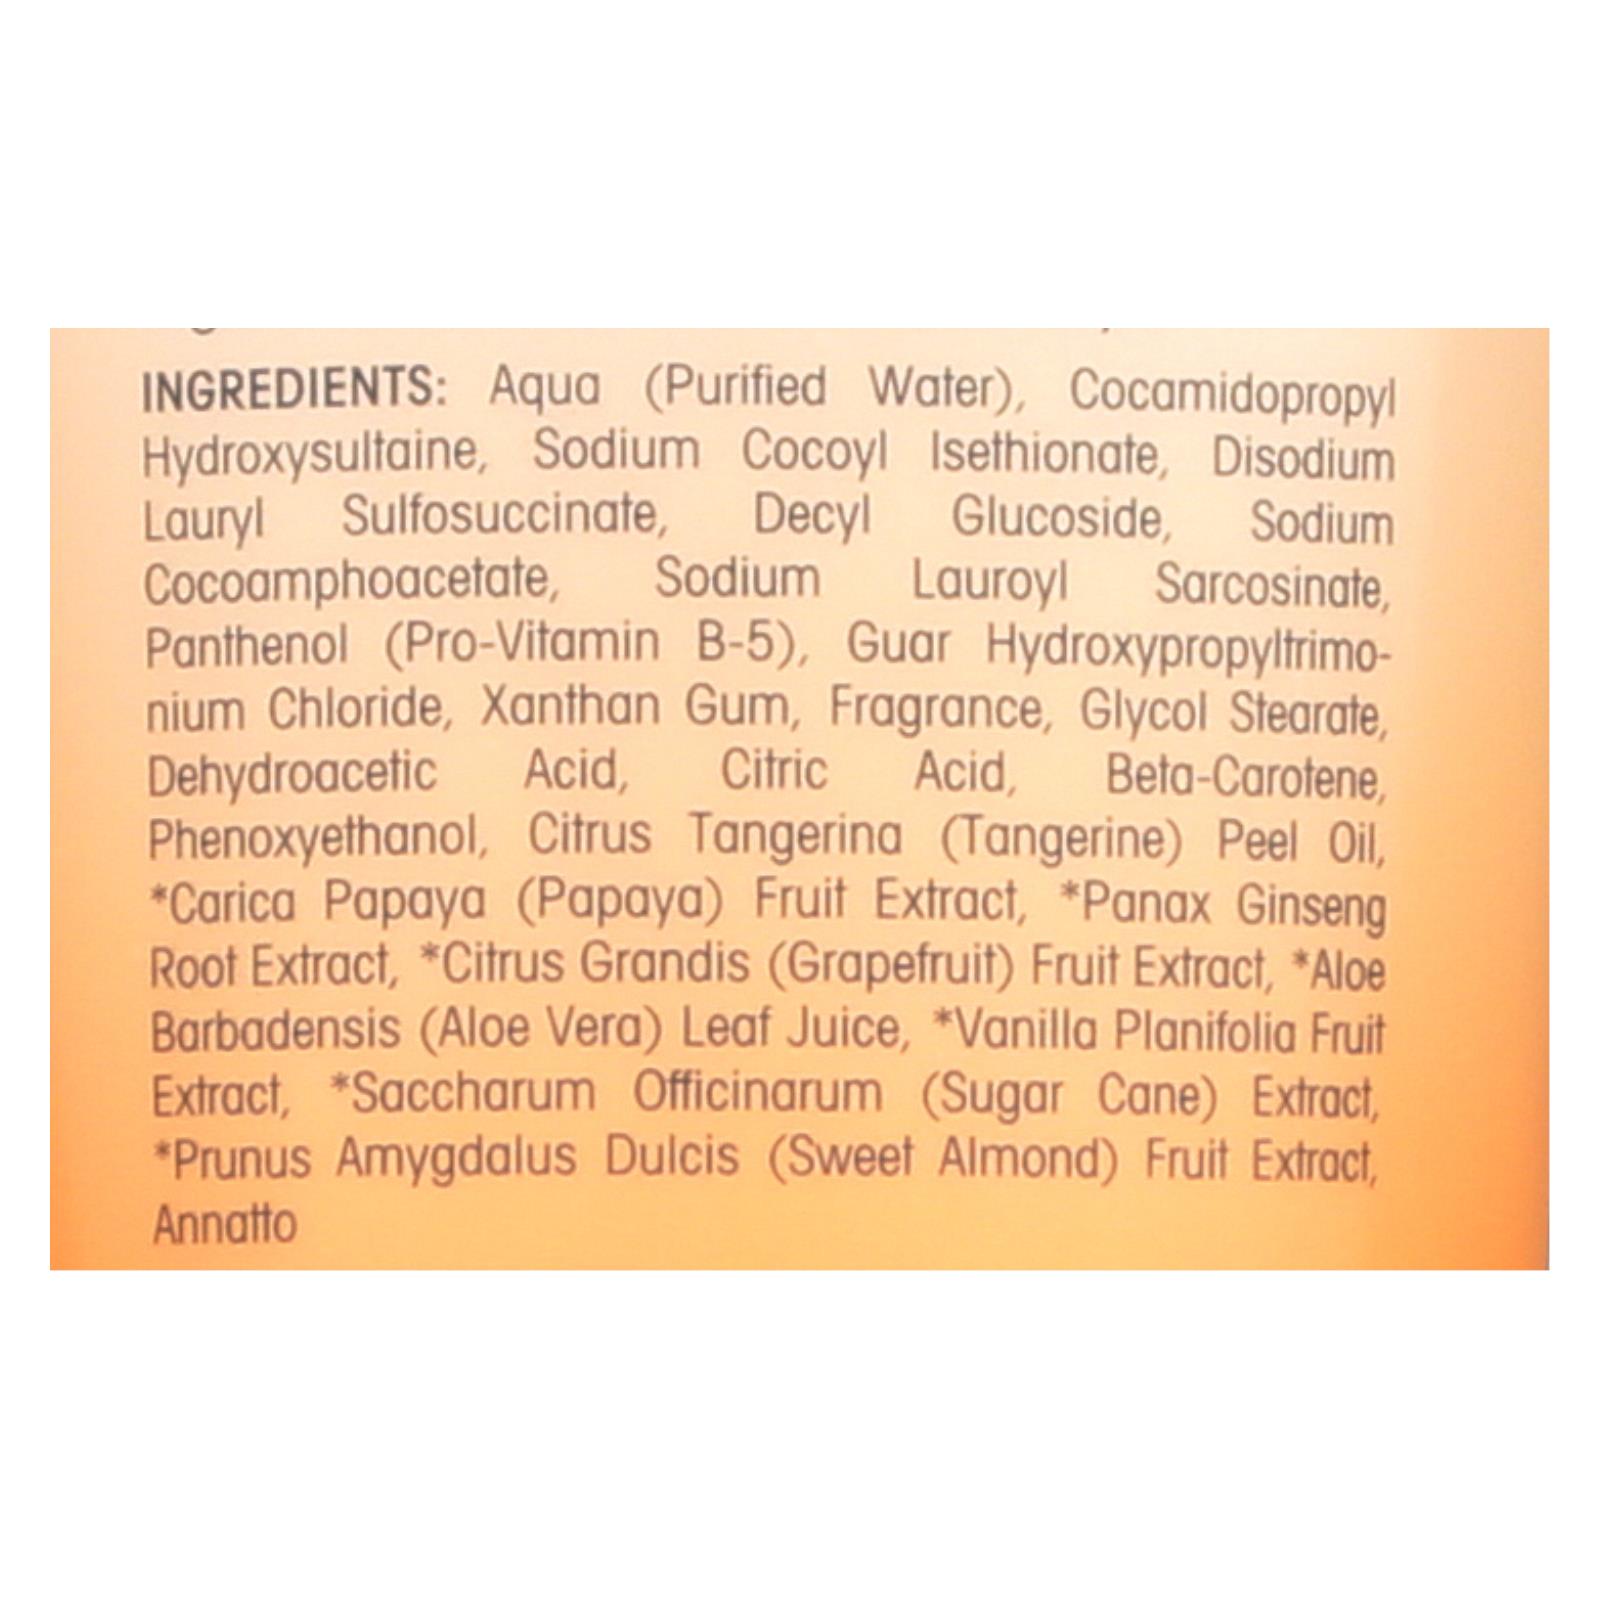 INGREDIENTS: Aqua (Purified Water), Cocamidopropyl
Hydroxysultaine, Sodium Cocoyl Isethionate, Disodium
Lauryl Sulfosuccinate, Decyl Glucoside, Sodium
Cocoamphoacetate, Sodium Lauroyl Sarcosinate,
Panthenol (Pro-Vitamin B-5), Guar Hydroxypropyltrimo-
nium Chloride, Xanthan Gum, Fragrance, Glycol Stearate,
Dehydroacetic Acid, Citric Acid, Beta-Carotene,
Phenoxyethanol, Citrus Tangerina (Tangerine) Peel Oil,
*Carica Papaya (Papaya) Fruit Extract, *Panax Ginseng
Root Extract, *Citrus Grandis (Grapefruit) Fruit Extract, *Aloe
Barbadensis (Aloe Vera) Leaf Juice, *Vanilla Planifolia Fruit
Extract, *Saccharum Officinarum (Sugar Cane) Extract,
*Prunus Amygdalus Dulcis (Sweet Almond) Fruit Extract,
Annatto